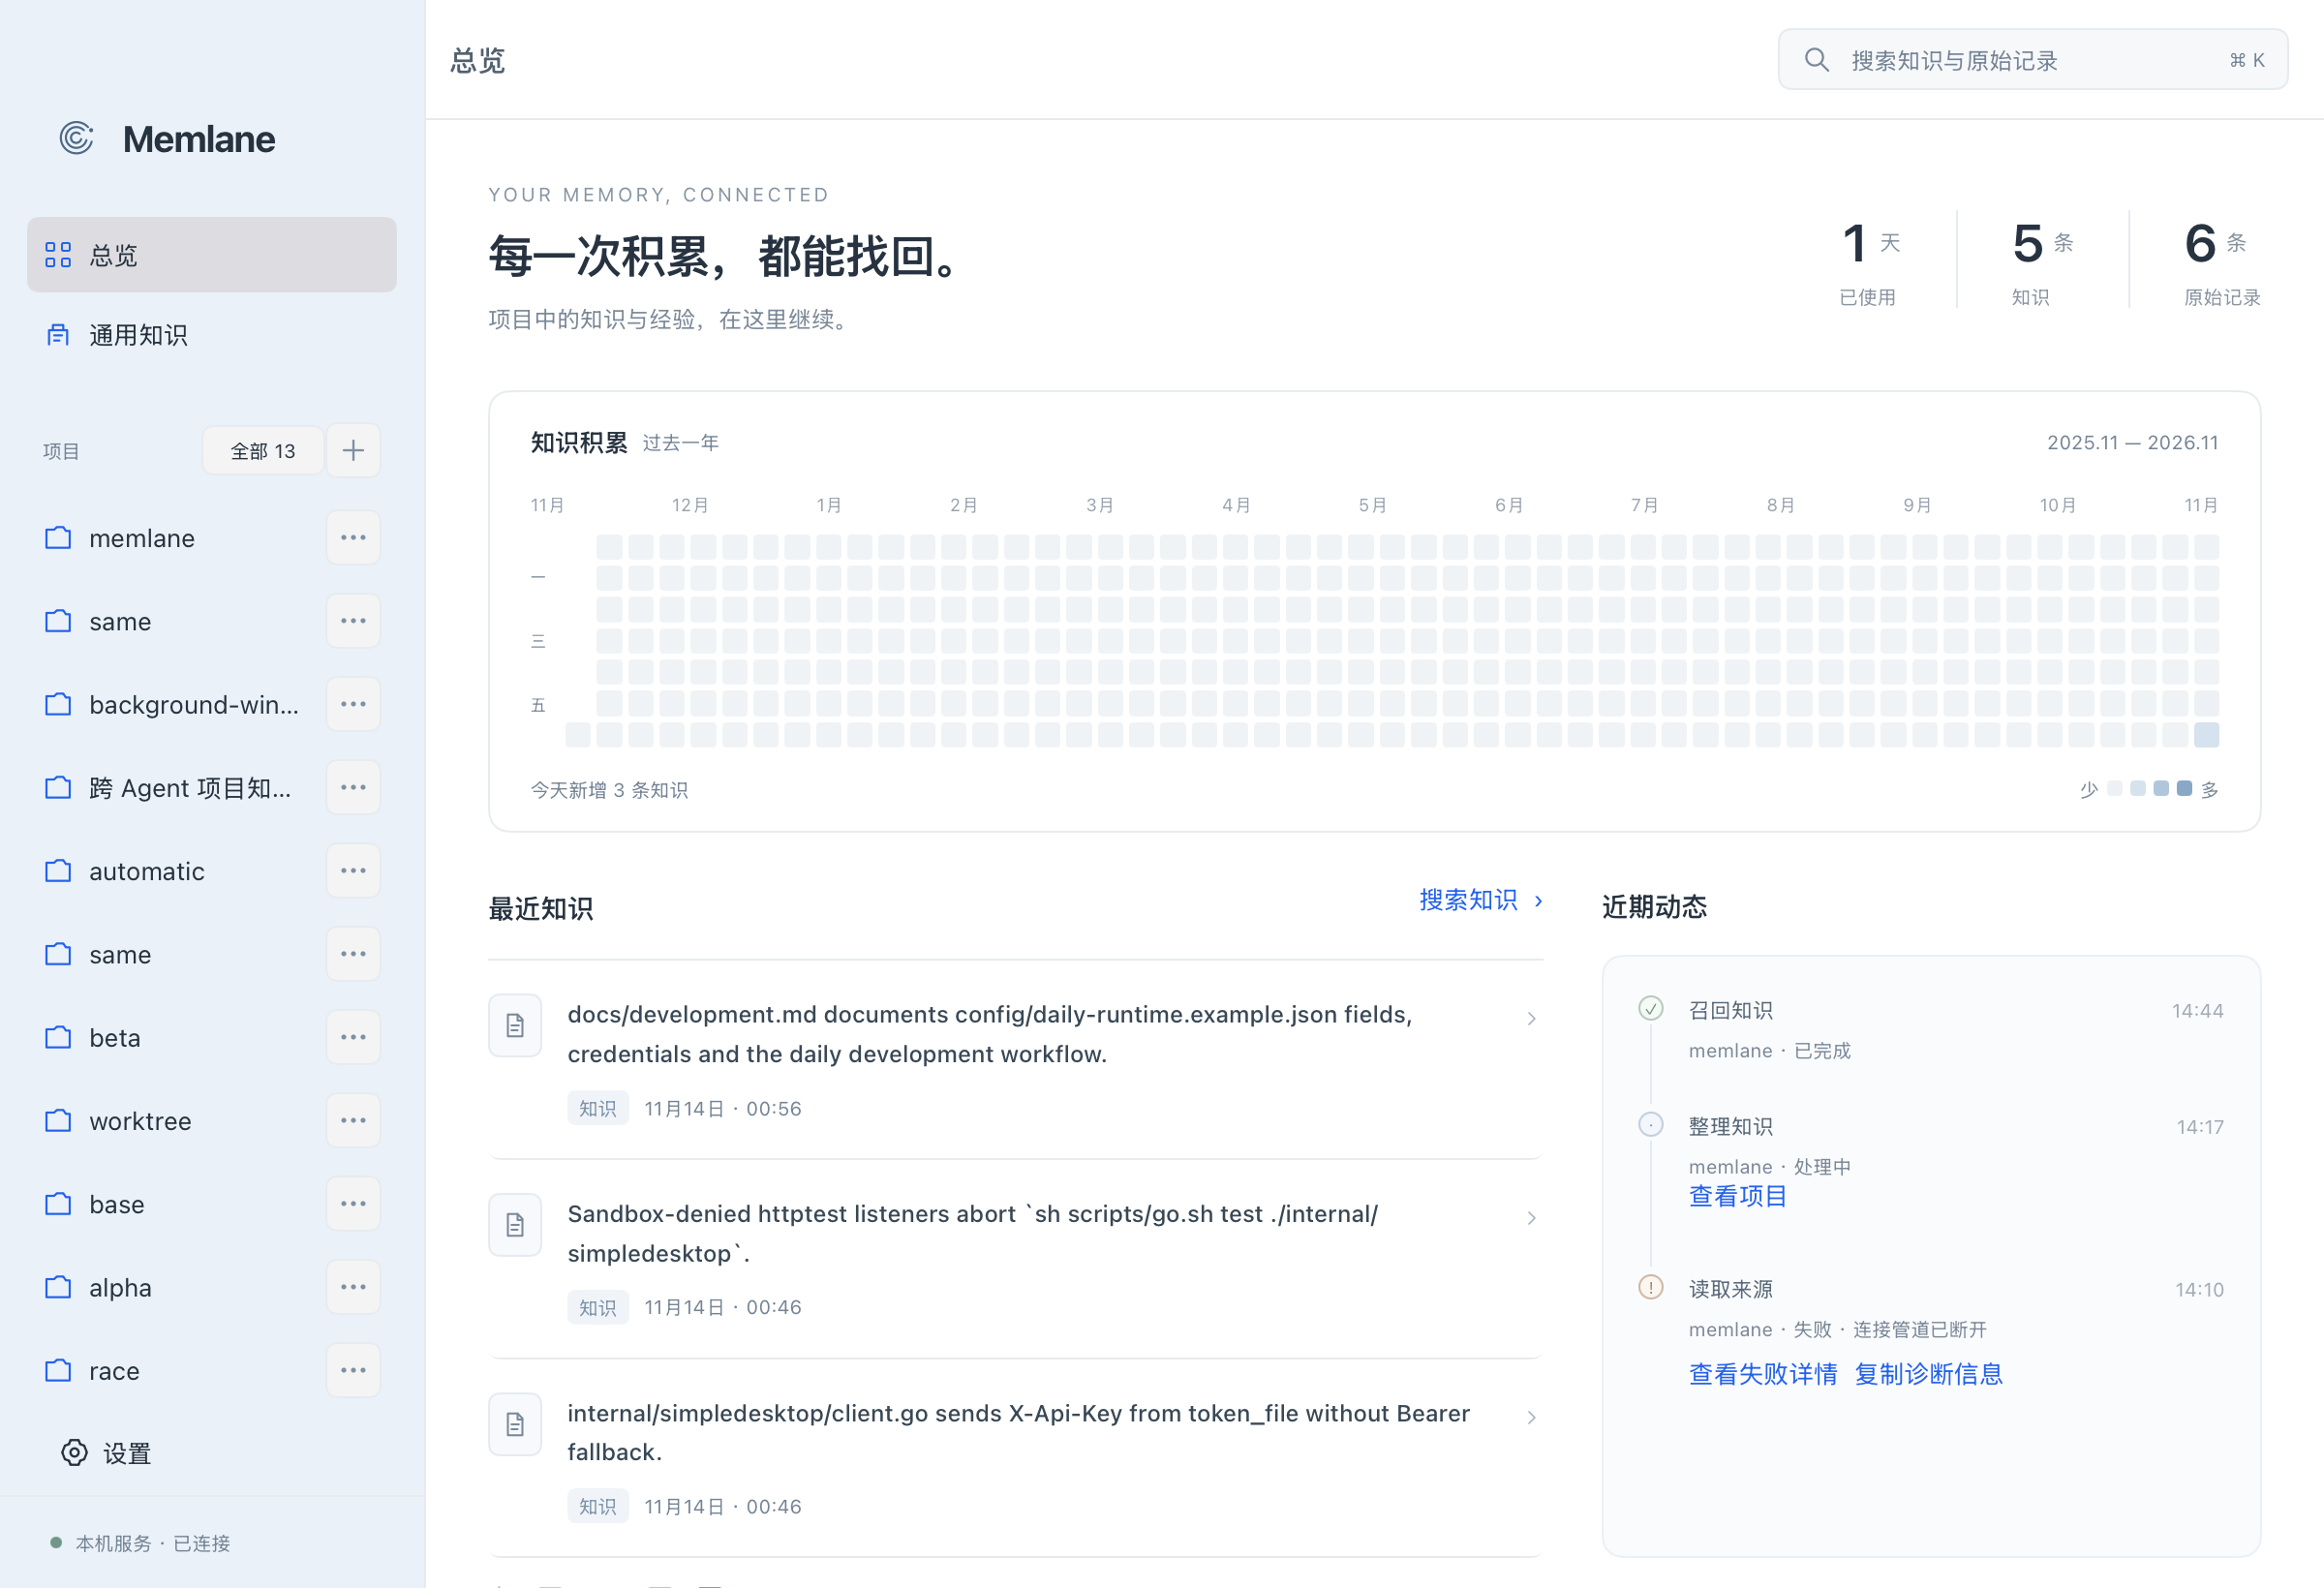 Memlane
总览
通用知识
项目
全部 13
memlane
same
background-win...
跨 Agent 项目知...
automatic
same
beta
worktree
base
alpha
race
设置
本机服务 · 已连接
总览
搜索知识与原始记录
⌘ K
YOUR MEMORY, CONNECTED
每一次积累，都能找回。
项目中的知识与经验，在这里继续。
1 天
已使用
5 条
知识
6 条
原始记录
知识积累 过去一年
2025.11 — 2026.11
11月 12月 1月 2月 3月 4月 5月 6月 7月 8月 9月 10月 11月
一
三
五
今天新增 3 条知识
少 多
最近知识
搜索知识 ›
docs/development.md documents config/daily-runtime.example.json fields,
credentials and the daily development workflow.
知识 11月14日 · 00:56
Sandbox-denied httptest listeners abort `sh scripts/go.sh test ./internal/
simpledesktop`.
知识 11月14日 · 00:46
internal/simpledesktop/client.go sends X-Api-Key from token_file without Bearer
fallback.
知识 11月14日 · 00:46
近期动态
召回知识 14:44
memlane · 已完成
整理知识 14:17
memlane · 处理中
查看项目
读取来源 14:10
memlane · 失败 · 连接管道已断开
查看失败详情 复制诊断信息